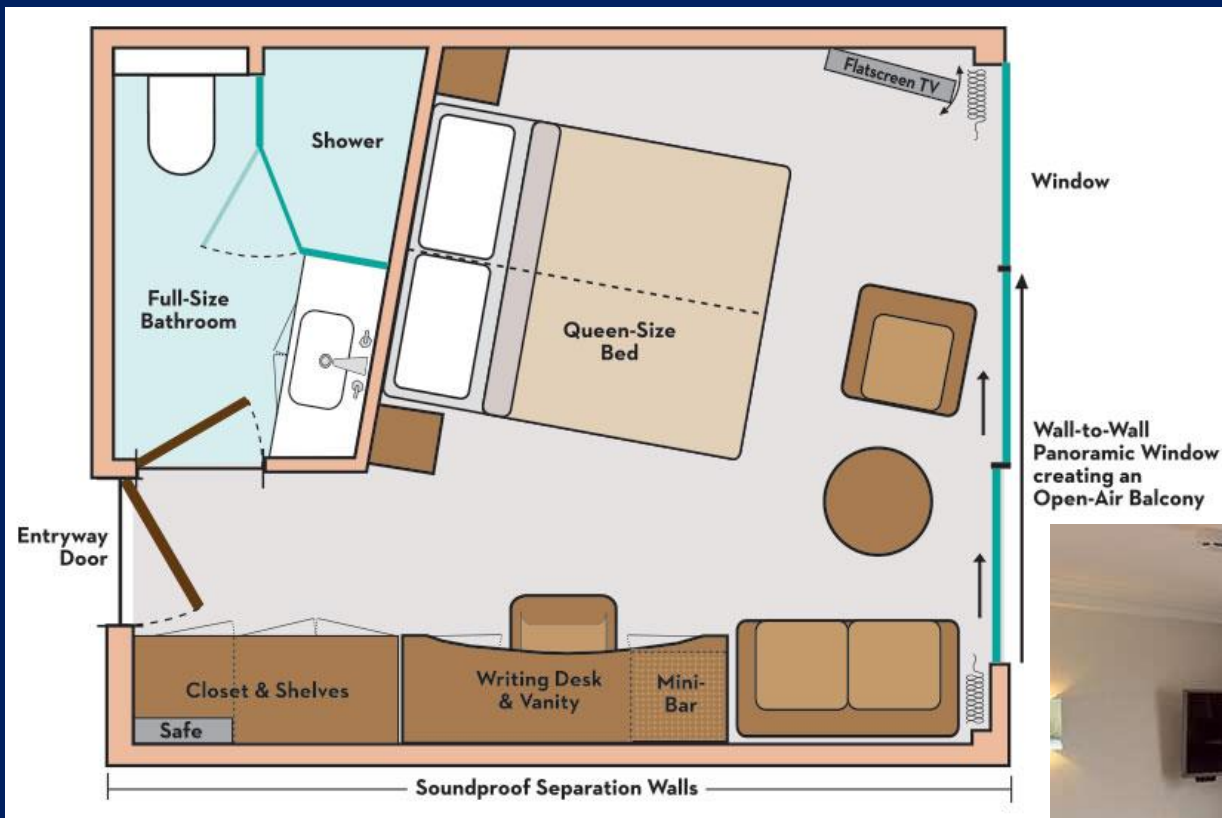 Flatscreen TV
Shower
Window
Full-Size
Bathroom
Queen-Size
Bed
Wall-to-Wall
Panoramic Window
creating an
Open-Air Balcony
Entryway
Door
Closet & Shelves
Writing Desk
& Vanity
Mini-
Bar
Safe
Soundproof Separation Walls